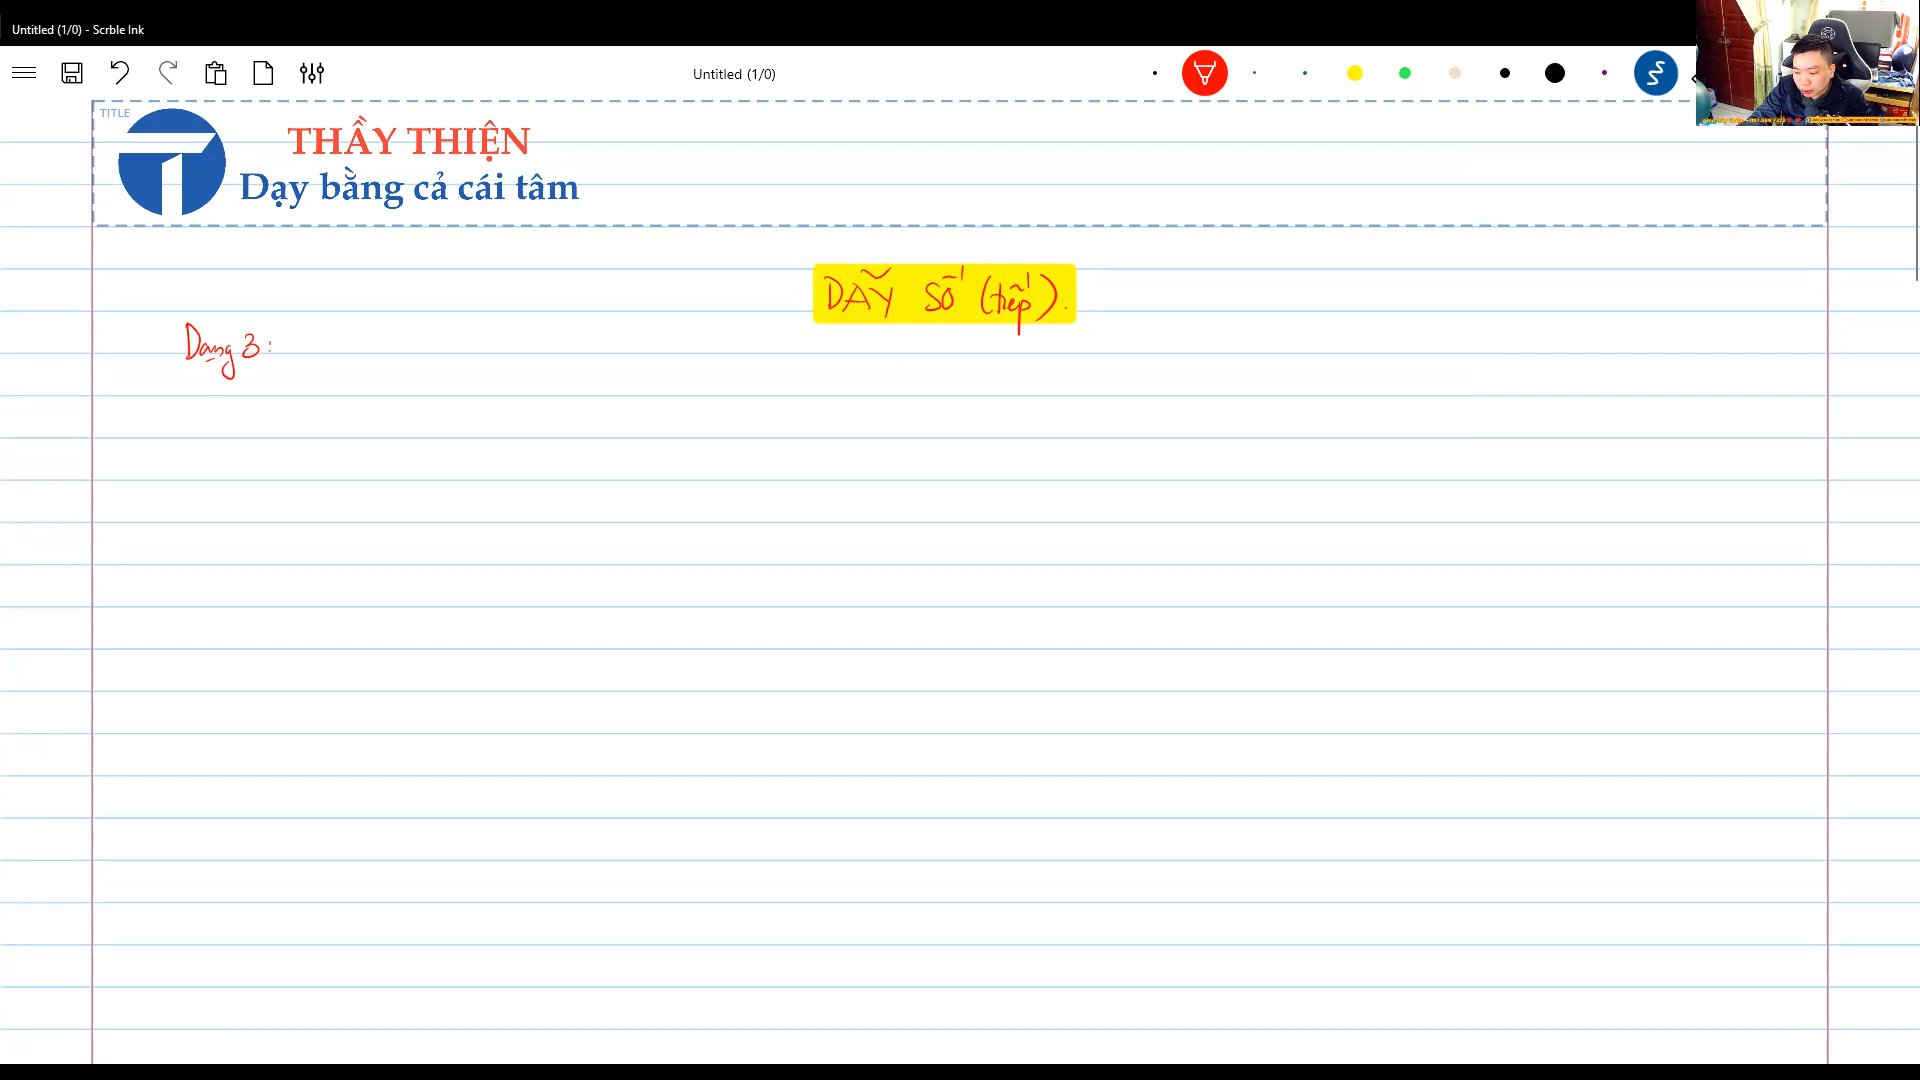 Untitled (1/0) - Scrble Ink
Untitled (1/0)
TITLE
THẦY THIỆN
Dạy bằng cả cái tâm
DÃY SỐ (tiếp).
Dạng 3: